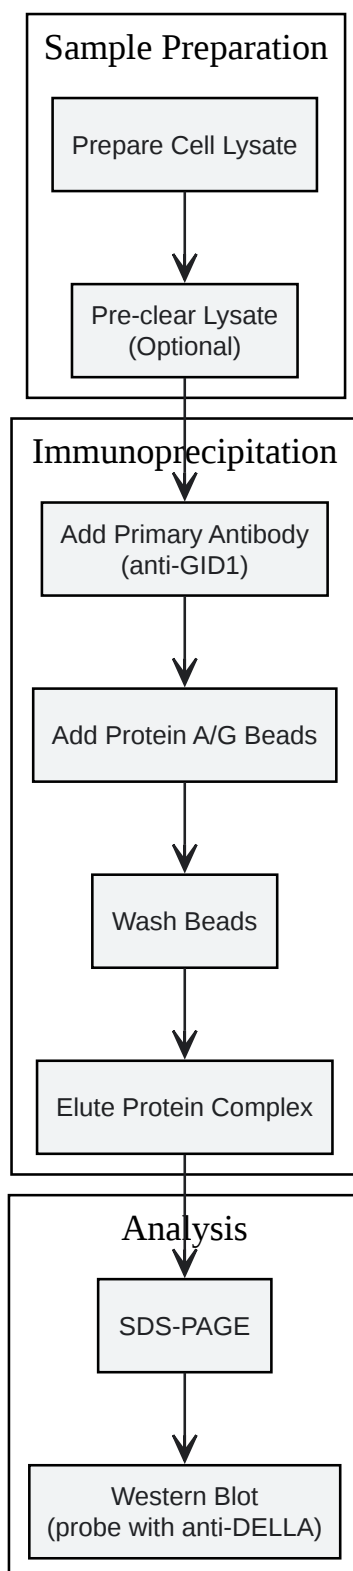 Sample Preparation
Prepare Cell Lysate
Pre-clear Lysate
(Optional)
Immunoprecipitation
Add Primary Antibody
(anti-GID1)
Add Protein A/G Beads
Wash Beads
Elute Protein Complex
Analysis
SDS-PAGE
Western Blot
(probe with anti-DELLA)